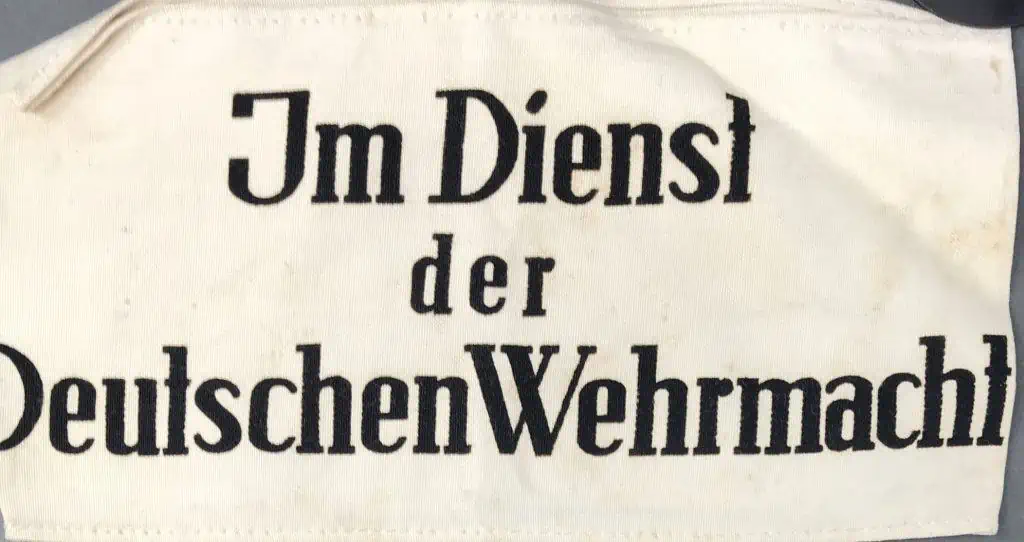 Im Dienst
der
Deutschen Wehrmacht